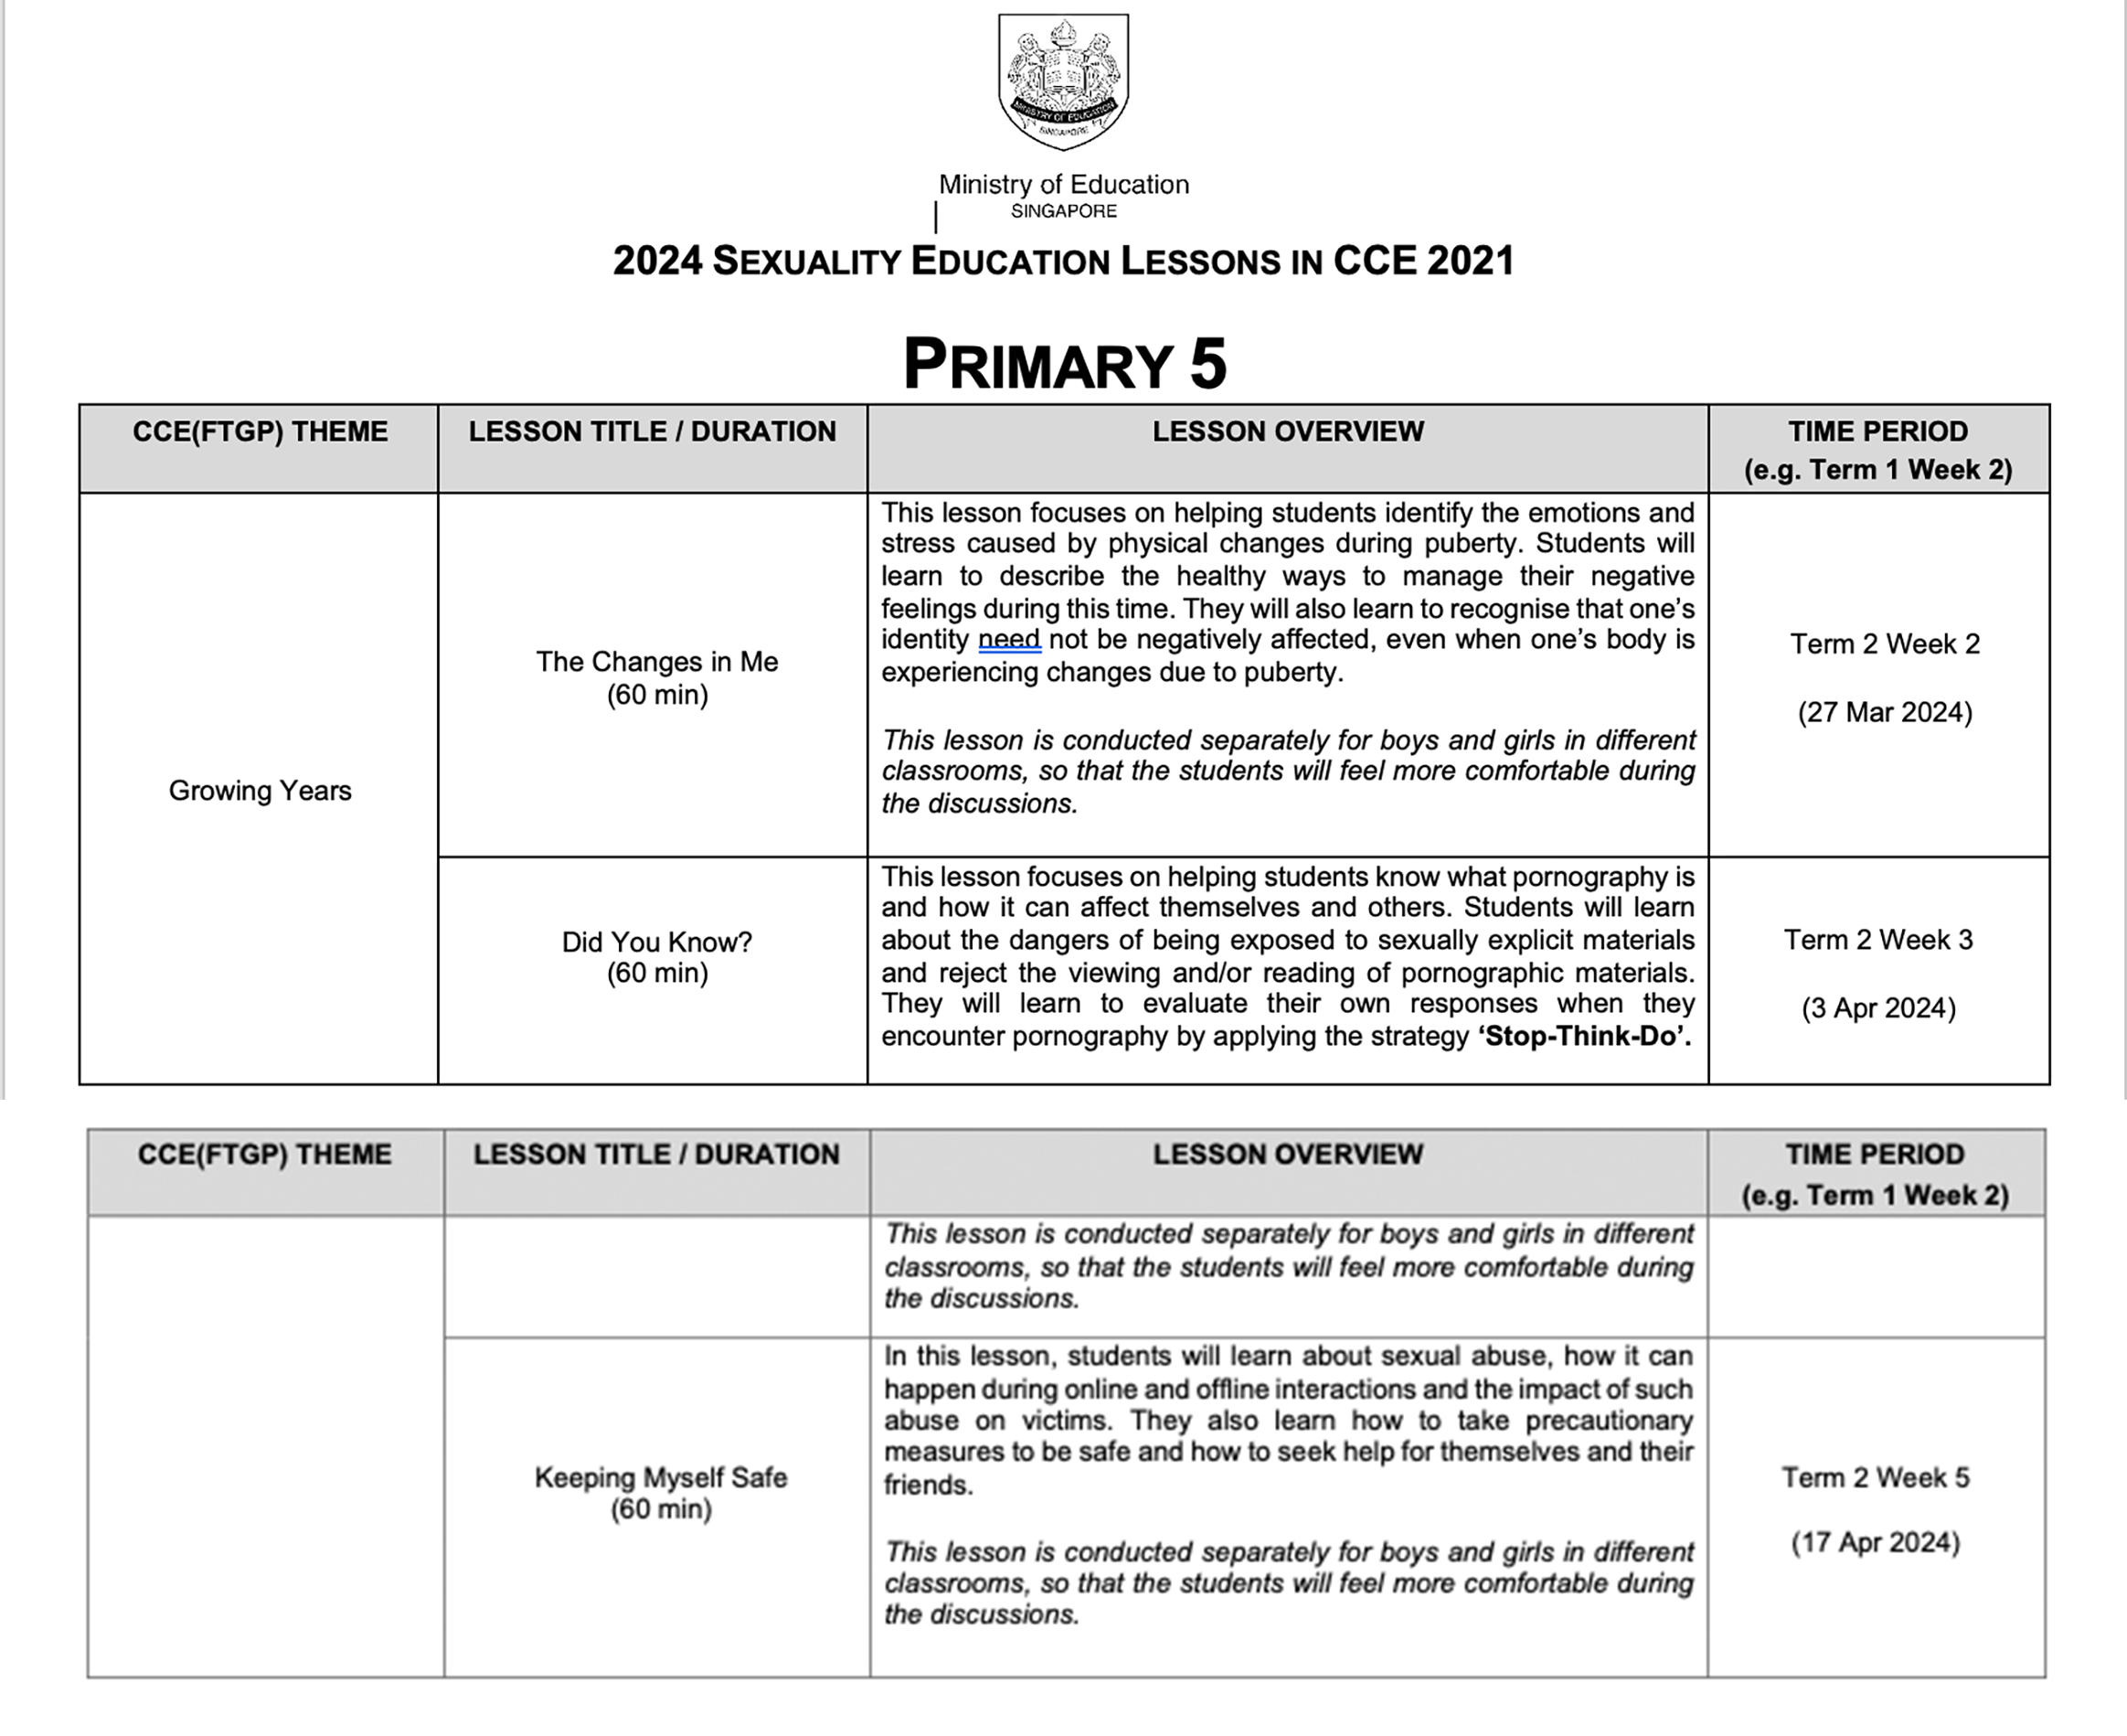 MINISTRY OF EDUCATION
SINGAPORE
Ministry of Education
SINGAPORE
2024 SEXUALITY EDUCATION LESSONS IN CCE 2021
PRIMARY 5
CCE(FTGP) THEME
LESSON TITLE / DURATION
LESSON OVERVIEW
TIME PERIOD
(e.g. Term 1 Week 2)
Growing Years
The Changes in Me
(60 min)
This lesson focuses on helping students identify the emotions and
stress caused by physical changes during puberty. Students will
learn to describe the healthy ways to manage their negative
feelings during this time. They will also learn to recognise that one’s
identity need not be negatively affected, even when one’s body is
experiencing changes due to puberty.
This lesson is conducted separately for boys and girls in different
classrooms, so that the students will feel more comfortable during
the discussions.
Term 2 Week 2
(27 Mar 2024)
Did You Know?
(60 min)
This lesson focuses on helping students know what pornography is
and how it can affect themselves and others. Students will learn
about the dangers of being exposed to sexually explicit materials
and reject the viewing and/or reading of pornographic materials.
They will learn to evaluate their own responses when they
encounter pornography by applying the strategy ‘Stop-Think-Do’.
Term 2 Week 3
(3 Apr 2024)
CCE(FTGP) THEME
LESSON TITLE / DURATION
LESSON OVERVIEW
TIME PERIOD
(e.g. Term 1 Week 2)
This lesson is conducted separately for boys and girls in different
classrooms, so that the students will feel more comfortable during
the discussions.
Keeping Myself Safe
(60 min)
In this lesson, students will learn about sexual abuse, how it can
happen during online and offline interactions and the impact of such
abuse on victims. They also learn how to take precautionary
measures to be safe and how to seek help for themselves and their
friends.
This lesson is conducted separately for boys and girls in different
classrooms, so that the students will feel more comfortable during
the discussions.
Term 2 Week 5
(17 Apr 2024)